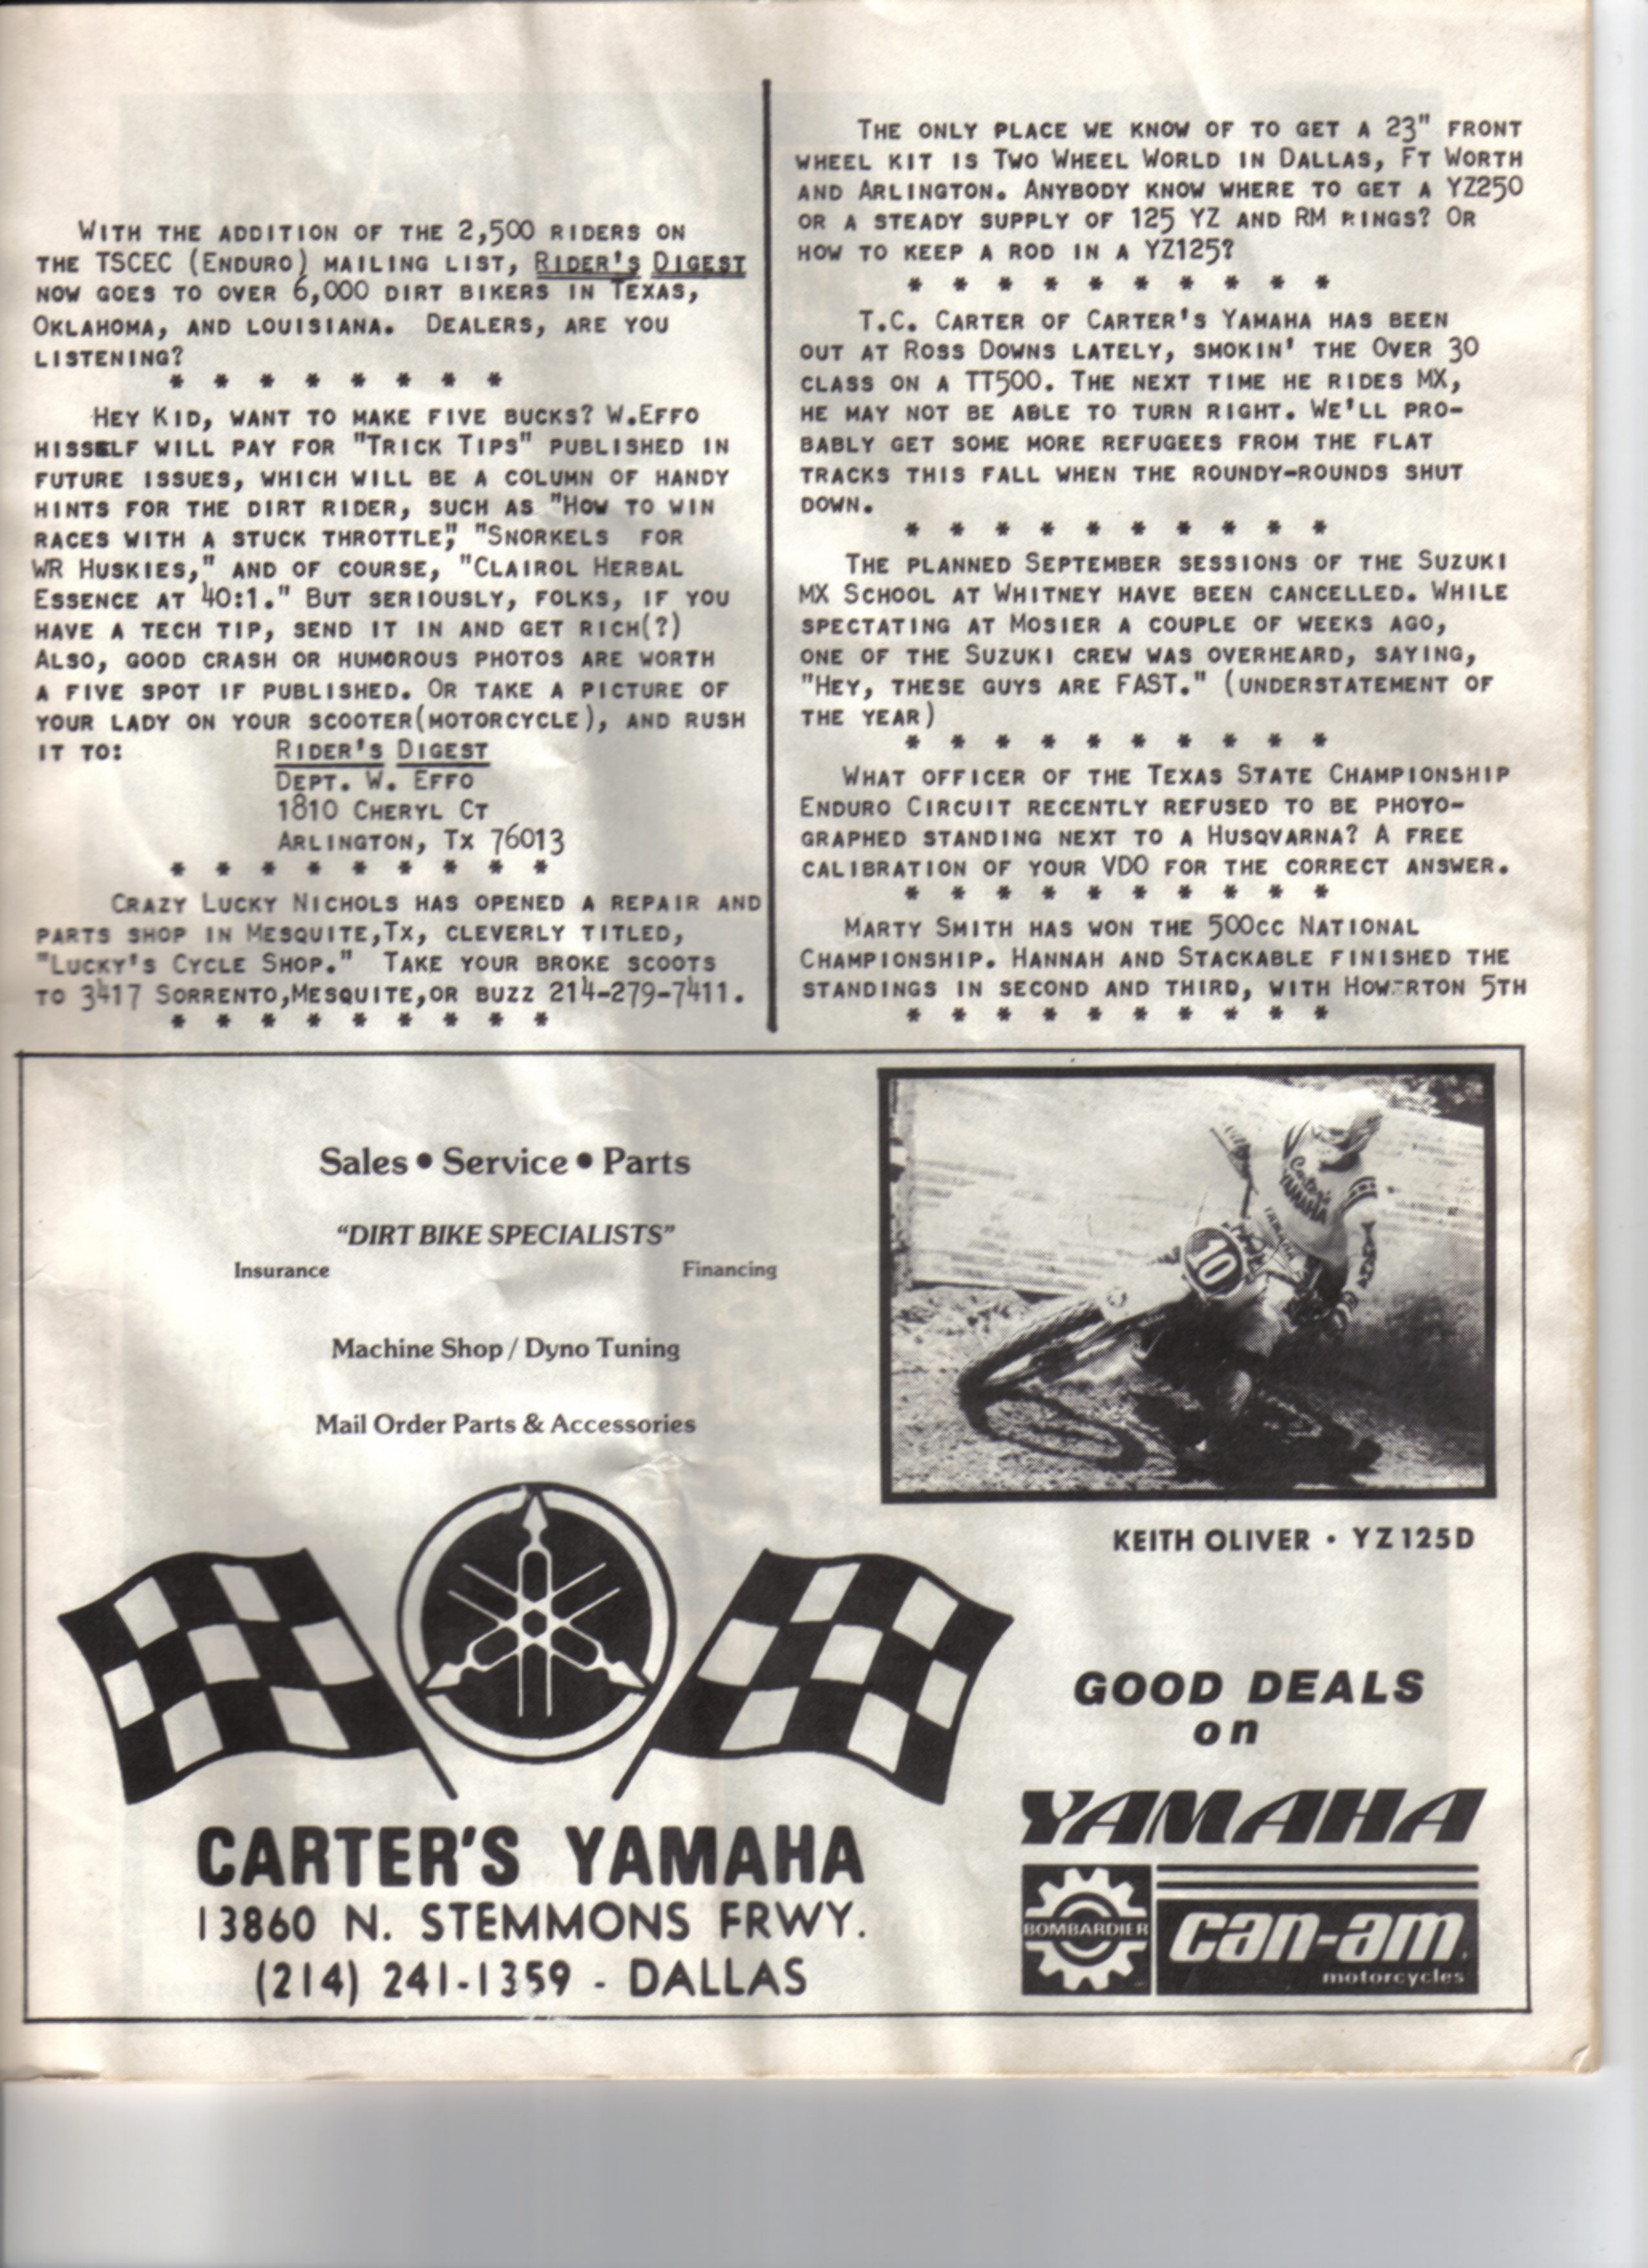 WITH THE ADDITION OF THE 2,500 RIDERS ON
THE TSCEC (ENDURO) MAILING LIST, RIDER'S DIGEST
NOW GOES TO OVER 6,000 DIRT BIKERS IN TEXAS,
OKLAHOMA, AND LOUISIANA. DEALERS, ARE YOU
LISTENING?
* * * * * * * *
HEY KID, WANT TO MAKE FIVE BUCKS? W.EFFO
HISSELF WILL PAY FOR "TRICK TIPS" PUBLISHED IN
FUTURE ISSUES, WHICH WILL BE A COLUMN OF HANDY
HINTS FOR THE DIRT RIDER, SUCH AS "HOW TO WIN
RACES WITH A STUCK THROTTLE", "SNORKELS FOR
WR HUSKIES," AND OF COURSE, "CLAIROL HERBAL
ESSENCE AT 40:1." BUT SERIOUSLY, FOLKS, IF YOU
HAVE A TECH TIP, SEND IT IN AND GET RICH(?)
ALSO, GOOD CRASH OR HUMOROUS PHOTOS ARE WORTH
A FIVE SPOT IF PUBLISHED. OR TAKE A PICTURE OF
YOUR LADY ON YOUR SCOOTER(MOTORCYCLE), AND RUSH
IT TO: RIDER'S DIGEST
DEPT. W. EFFO
1810 CHERYL CT
ARLINGTON, TX 76013
* * * * * * * * *
CRAZY LUCKY NICHOLS HAS OPENED A REPAIR AND
PARTS SHOP IN MESQUITE,TX, CLEVERLY TITLED,
"LUCKY'S CYCLE SHOP." TAKE YOUR BROKE SCOOTS
TO 3417 SORRENTO,MESQUITE,OR BUZZ 214-279-7411.
* * * * * * * * *
THE ONLY PLACE WE KNOW OF TO GET A 23" FRONT
WHEEL KIT IS TWO WHEEL WORLD IN DALLAS, FT WORTH
AND ARLINGTON. ANYBODY KNOW WHERE TO GET A YZ250
OR A STEADY SUPPLY OF 125 YZ AND RM RINGS? OR
HOW TO KEEP A ROD IN A YZ125?
* * * * * * * * * *
T.C. CARTER OF CARTER'S YAMAHA HAS BEEN
OUT AT ROSS DOWNS LATELY, SMOKIN' THE OVER 30
CLASS ON A TT500. THE NEXT TIME HE RIDES MX,
HE MAY NOT BE ABLE TO TURN RIGHT. WE'LL PRO-
BABLY GET SOME MORE REFUGEES FROM THE FLAT
TRACKS THIS FALL WHEN THE ROUNDY-ROUNDS SHUT
DOWN.
* * * * * * * * * *
THE PLANNED SEPTEMBER SESSIONS OF THE SUZUKI
MX SCHOOL AT WHITNEY HAVE BEEN CANCELLED. WHILE
SPECTATING AT MOSIER A COUPLE OF WEEKS AGO,
ONE OF THE SUZUKI CREW WAS OVERHEARD, SAYING,
"HEY, THESE GUYS ARE FAST." (UNDERSTATEMENT OF
THE YEAR)
* * * * * * * * * *
WHAT OFFICER OF THE TEXAS STATE CHAMPIONSHIP
ENDURO CIRCUIT RECENTLY REFUSED TO BE PHOTO-
GRAPHED STANDING NEXT TO A HUSQVARNA? A FREE
CALIBRATION OF YOUR VDO FOR THE CORRECT ANSWER.
* * * * * * * * * *
MARTY SMITH HAS WON THE 500CC NATIONAL
CHAMPIONSHIP. HANNAH AND STACKABLE FINISHED THE
STANDINGS IN SECOND AND THIRD, WITH HOWERTON 5TH
* * * * * * * * * *
Sales • Service • Parts
"DIRT BIKE SPECIALISTS"
Insurance Financing
Machine Shop / Dyno Tuning
Mail Order Parts & Accessories
Carter's
YAMAHA
YAMAHA
10
KEITH OLIVER • YZ125D
GOOD DEALS
on
YAMAHA
BOMBARDIER
can-am
motorcycles
CARTER'S YAMAHA
13860 N. STEMMONS FRWY.
(214) 241-1359 - DALLAS